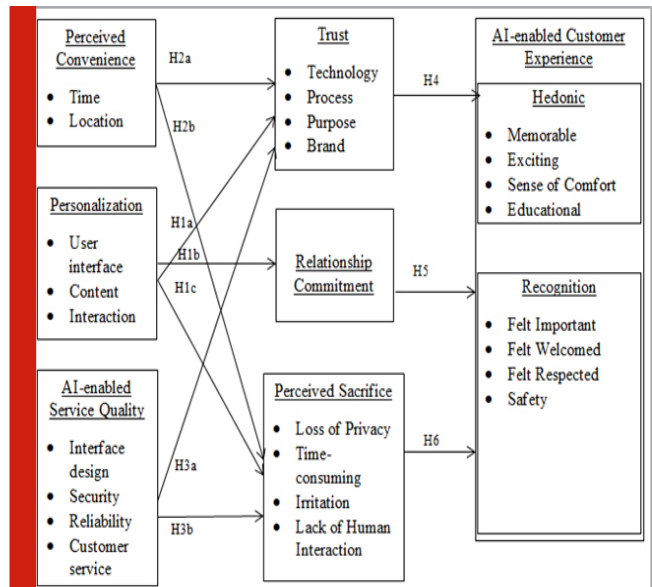 Perceived
Convenience
• Time
• Location
Personalization
• User
interface
• Content
• Interaction
AI-enabled
Service Quality
• Interface
design
• Security
• Reliability
• Customer
service
H2a
H2b
H1a
H1b
H1c
H3a
H3b
Trust
• Technology
• Process
• Purpose
• Brand
Relationship
Commitment
Perceived Sacrifice
• Loss of Privacy
• Time-
consuming
• Irritation
• Lack of Human
Interaction
H4
H5
H6
AI-enabled Customer
Experience
Hedonic
• Memorable
• Exciting
• Sense of Comfort
• Educational
Recognition
• Felt Important
• Felt Welcomed
• Felt Respected
• Safety